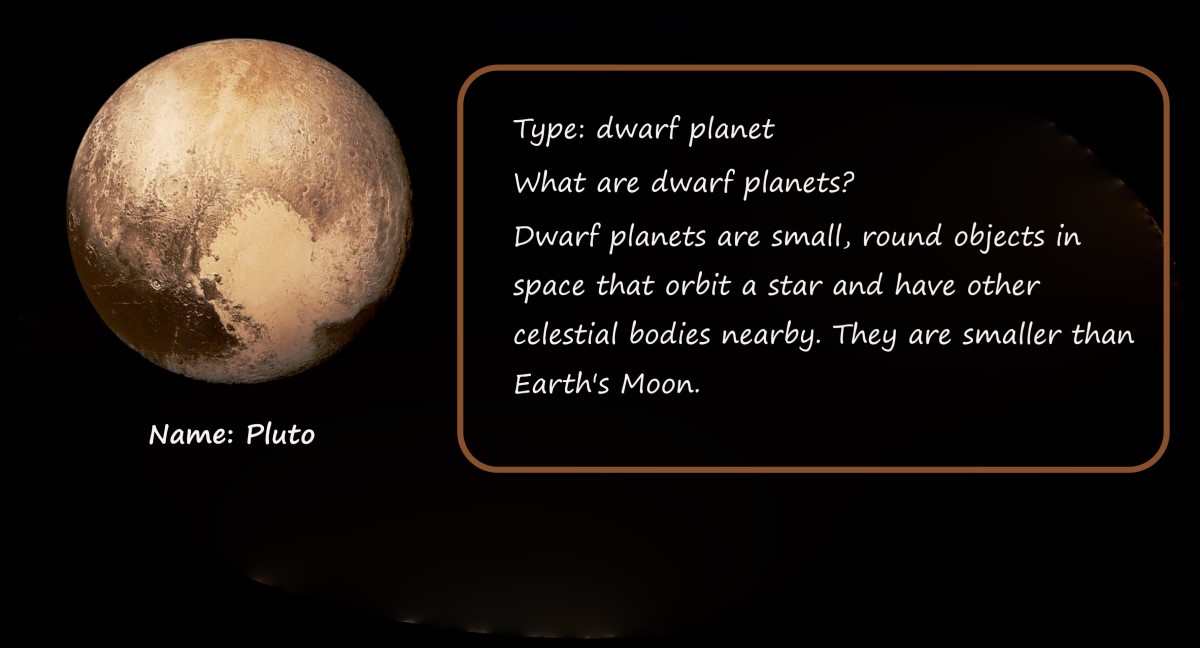 Type: dwarf planet
What are dwarf planets?
Dwarf planets are small, round objects in
space that orbit a star and have other
celestial bodies nearby. They are smaller than
Earth's Moon.
Name: Pluto